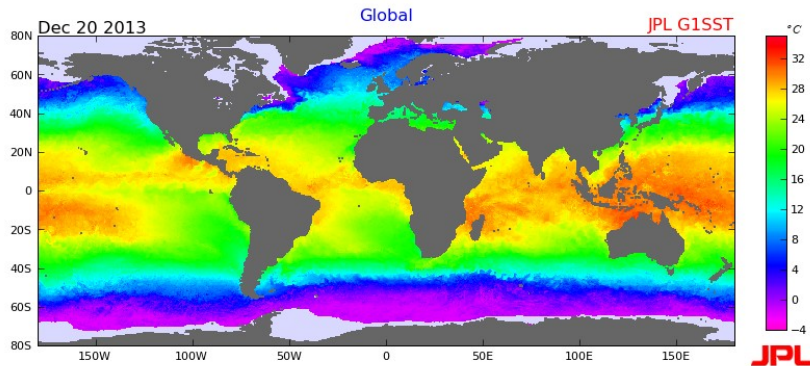 Dec 20 2013
Global
JPL G1SST
°C
80N
60N
40N
20N
0
20S
40S
60S
80S
150W
100W
50W
0
50E
100E
150E
32
28
24
20
16
12
8
4
0
−4
JPL